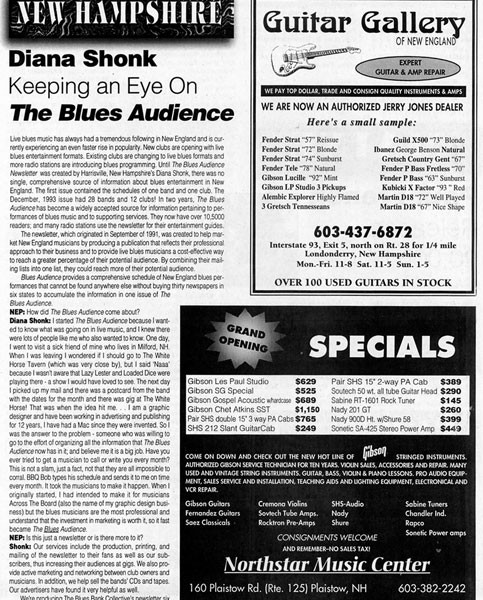 NEW HAMPSHIRE
Diana Shonk
Keeping an Eye On
The Blues Audience
Live blues music has always had a tremendous following in New England and is cur-
rently experiencing an even faster rise in popularity. New clubs are opening with live
blues entertainment formats. Existing clubs are changing to live blues formats and
more radio stations are introducing blues programming. Until The Blues Audience
Newsletter was created by Harrisville, New Hampshire's Diana Shonk, there was no
single, comprehensive source of information about blues entertainment in New
England. The first issue contained the schedules of one band and one club. The
December, 1993 issue had 28 bands and 12 clubs! In two years, The Blues
Audience has become a widely accepted source for information pertaining to per-
formances of blues music and to supporting services. They now have over 10,5000
readers; and many radio stations use the newsletter for their entertainment guides.
The newsletter, which originated in September of 1991, was created to help mar-
ket New England musicians by producing a publication that reflects their professional
approach to their business and to provide live blues musicians a cost-effective way
to reach a greater percentage of their potential audience. By combining their mail-
ing lists into one list, they could reach more of their potential audience.
Blues Audience provides a comprehensive schedule of New England blues per-
formances that cannot be found anywhere else without buying thirty newspapers in
six states to accumulate the information in one issue of The
Blues Audience.
NEP: How did The Blues Audience come about?
Diana Shonk: I started The Blues Audience because I want-
ed to know what was going on in live music, and I knew there
were lots of people like me who also wanted to know. One day,
I went to visit a sick friend of mine who lives in Milford, NH.
When I was leaving I wondered if I should go to The White
Horse Tavern (which was very close by), but I said 'Naaa'
because I wasn't aware that Lazy Lester and Loaded Dice were
playing there - a show I would have loved to see. The next day
I picked up my mail and there was a postcard from the band
with the dates for the month and there was gig at The White
Horse! That was when the idea hit me. . . I am a graphic
designer and have been working in advertising and publishing
for 12 years, I have had a Mac since they were invented. So I
was the answer to the problem - someone who was willing to
go to the effort of organizing all the information that The Blues
Audience now has in it; and believe me it is a big job. Have you
ever tried to get a musician to call or write you every month?
This is not a slam, just a fact, not that they are all impossible to
corral. BBQ Bob types his schedule and sends it to me on time
every month. It took the musicians to make it happen. When I
originally started, I had intended to make it for musicians
Across The Board (also the name of my graphic design busi-
ness) but the blues musicians are the most professional and
understand that the investment in marketing is worth it, so it fast
became The Blues Audience.
NEP: Is this just a newsletter or is there more to it?
Shonk: Our services include the production, printing, and
mailing of the newsletter to their fans as well as our sub-
scribers, thus increasing their audiences at gigs. We also pro-
vide active marketing and networking between club owners and
musicians. In addition, we help sell the bands' CDs and tapes.
Our advertisers have found it very helpful as well.
We're producing The Blues Bank Collective's newsletter six
Guitar Gallery
OF NEW ENGLAND
EXPERT
GUITAR & AMP REPAIR
WE PAY TOP DOLLAR, TRADE AND CONSIGN QUALITY INSTRUMENTS & AMPS
WE ARE NOW AN AUTHORIZED JERRY JONES DEALER
Here's a small sample:
Fender Strat "57" Reissue
Fender Strat "72" Blonde
Fender Strat "74" Sunburst
Fender Tele "78" Natural
Gibson Lucille "92" Mint
Gibson LP Studio 3 Pickups
Alembic Explorer Highly Flamed
3 Gretsch Tennesseans
Guild X500 "73" Blonde
Ibanez George Benson Natural
Gretsch Country Gent "67"
Fender P Bass Fretless "70"
Fender P Bass "63" Sunburst
Kubicki X Factor "93" Red
Martin D18 "72" Well Played
Martin D18 "67" Nice Shape
603-437-6872
Interstate 93, Exit 5, north on Rt. 28 for 1/4 mile
Londonderry, New Hampshire
Mon.-Fri. 11-8 Sat. 11-5 Sun. 1-5
OVER 100 USED GUITARS IN STOCK
GRAND
OPENING
SPECIALS
Gibson Les Paul Studio $629
Gibson SG Special $525
Gibson Gospel Acoustic w/hardcase $689
Gibson Chet Atkins SST $1,150
Pair SHS double 15" 3 way PA Cabs $765
SHS 212 Slant GuitarCab $249
Pair SHS 15" 2-way PA Cab $389
Soutech 50 wt. all tube Guitar Head $290
Sabine RT-1601 Rock Tuner $145
Nady 201 GT $260
Nady 900D Ht. w/Shure 58 $399
Sonetic SA-425 Stereo Power Amp $449
COME ON DOWN AND CHECK OUT THE NEW HOT LINE OF Gibson STRINGED INSTRUMENTS.
AUTHORIZED GIBSON SERVICE TECHNICIAN FOR TEN YEARS. VIOLIN SALES, ACCESSORIES AND REPAIR. MANY
USED AND VINTAGE STRING INSTRUMENTS. GUITAR, BASS, VIOLIN & PIANO LESSONS. PRO AUDIO EQUIP-
MENT, SALES SERVICE AND INSTALLATION, TEACHING AIDS AND LIGHTING EQUIPMENT, ELECTRONICAL AND
VCR REPAIR.
Gibson Guitars
Fernandez Guitars
Saez Classicals
Cremona Violins
Sovtech Tube Amps.
Rocktron Pre-Amps
SHS-Audio
Nady
Shure
Sabine Tuners
Chandler Ind.
Rapco
Sonetic Power amps
CONSIGNMENTS WELCOME
AND REMEMBER-NO SALES TAX!
Northstar Music Center
160 Plaistow Rd. (Rte. 125) Plaistow, NH 603-382-2242